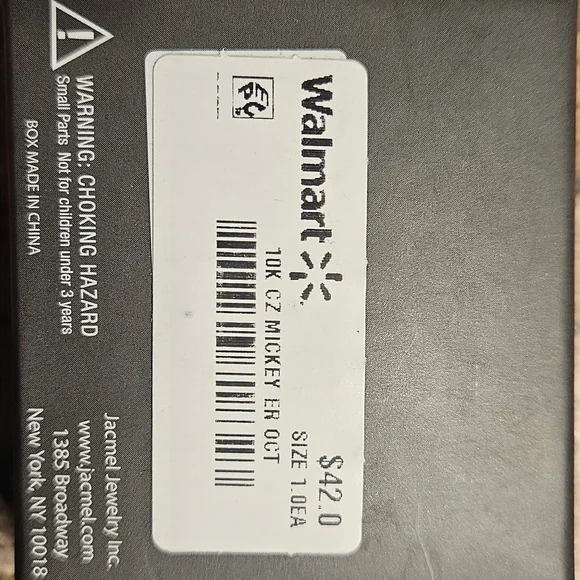 Walmart
10K CZ MICKEY ER OCT
$42.0
SIZE 1.0EA
WARNING: CHOKING HAZARD
Small Parts Not for children under 3 years
BOX MADE IN CHINA
Jacmel Jewelry Inc.
www.jacmel.com
1385 Broadway
New York, NY 10018